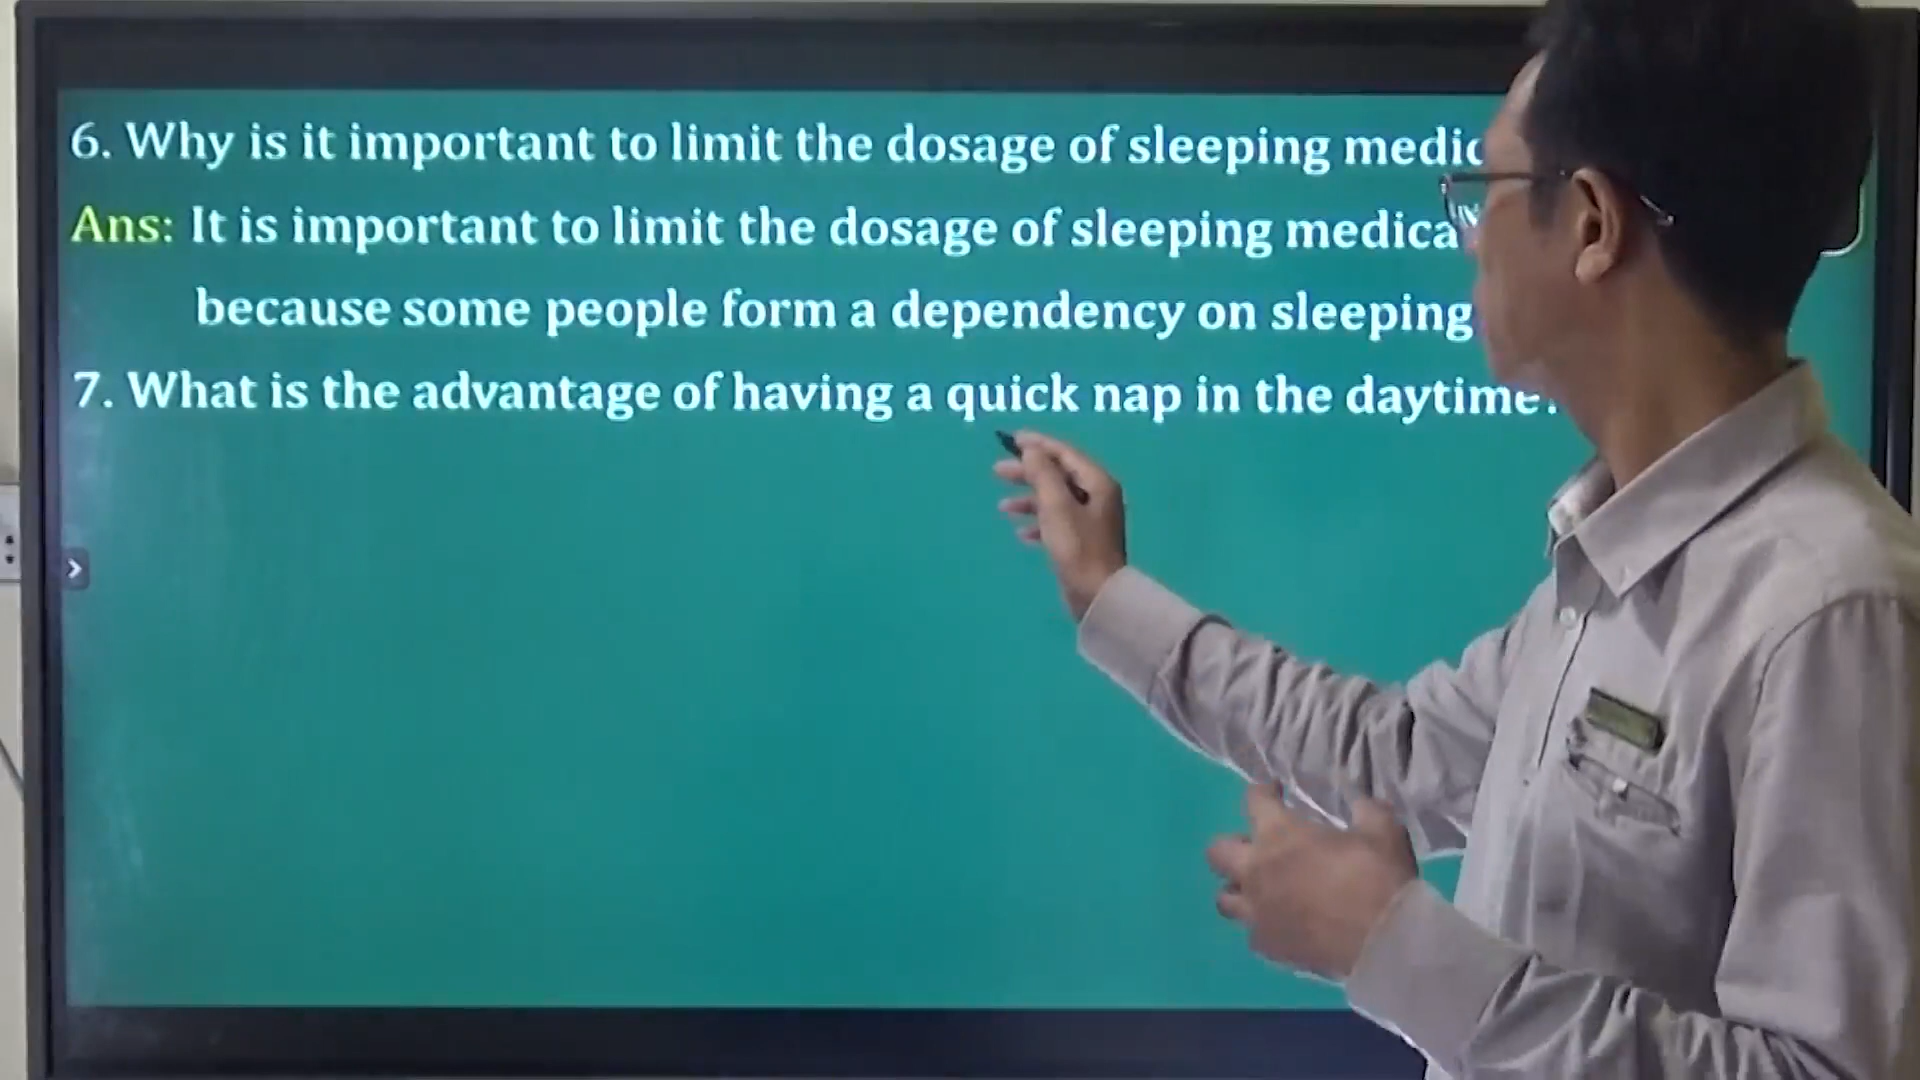 6. Why is it important to limit the dosage of sleeping
Ans: It is important to limit the dosage of sleeping
because some people form a dependency on sleeping
7. What is the advantage of having a quick nap in the daytime?